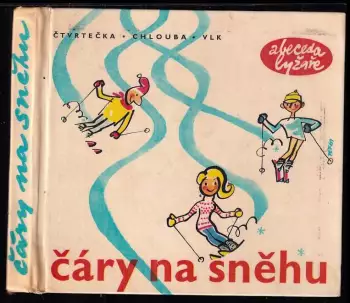 čáry na sněhu
ČTVRTEČKA • CHLOUBA • VLK
abeceda
lyžaře
čáry na sněhu